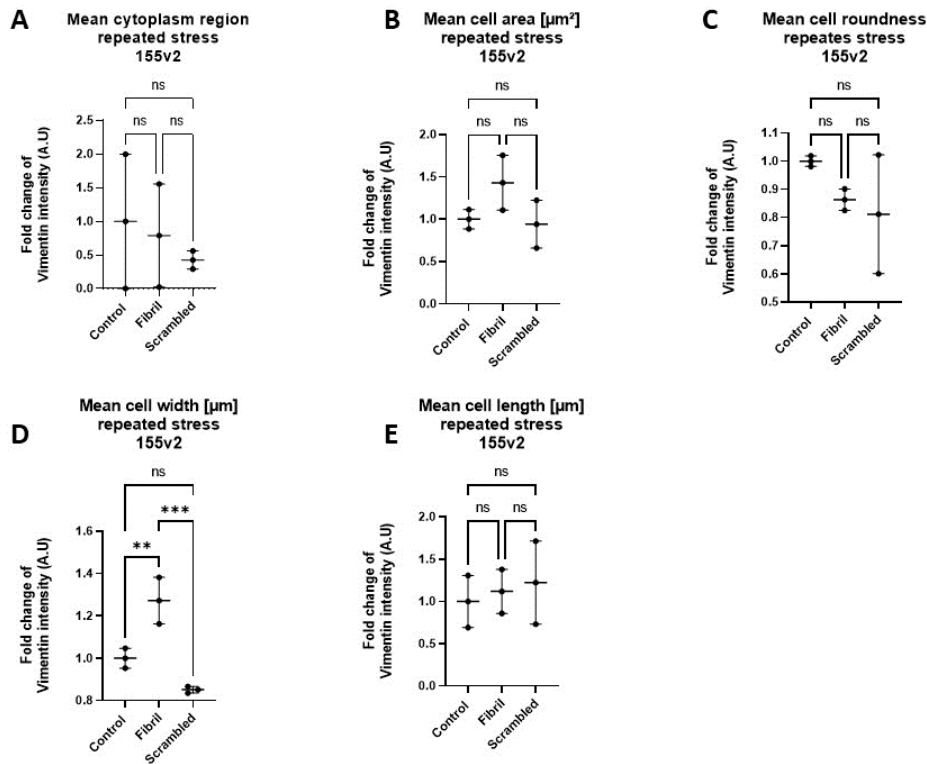 A
Mean cytoplasm region
repeated stress
155v2
ns
ns
ns
Fold change of
Vimentin intensity (A.U)
2.5
2.0
1.5
1.0
0.5
0.0
Control
Fibril
Scrambled
B
Mean cell area [µm²]
repeated stress
155v2
ns
ns
ns
Fold change of
Vimentin intensity (A.U)
2.0
1.5
1.0
0.5
0.0
Control
Fibril
Scrambled
C
Mean cell roundness
repeates stress
155v2
ns
ns
ns
Fold change of
Vimentin intensity (A.U)
1.1
1.0
0.9
0.8
0.7
0.6
0.5
Control
Fibril
Scrambled
D
Mean cell width [µm]
repeated stress
155v2
ns
***
**
Fold change of
Vimentin intensity (A.U)
1.6
1.4
1.2
1.0
0.8
Control
Fibril
Scrambled
E
Mean cell length [µm]
repeated stress
155v2
ns
ns
ns
Fold change of
Vimentin intensity (A.U)
2.0
1.5
1.0
0.5
0.0
Control
Fibril
Scrambled